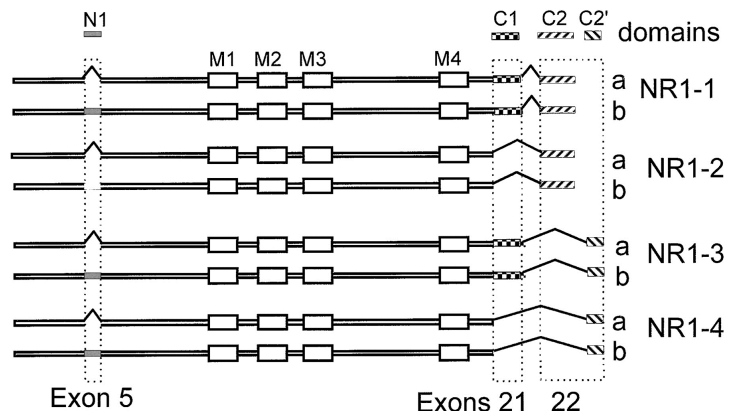 N1 C1 C2 C2' domains
M1 M2 M3 M4
a
NR1-1
b
a
NR1-2
b
a
NR1-3
b
a
NR1-4
b
Exon 5 Exons 21 22